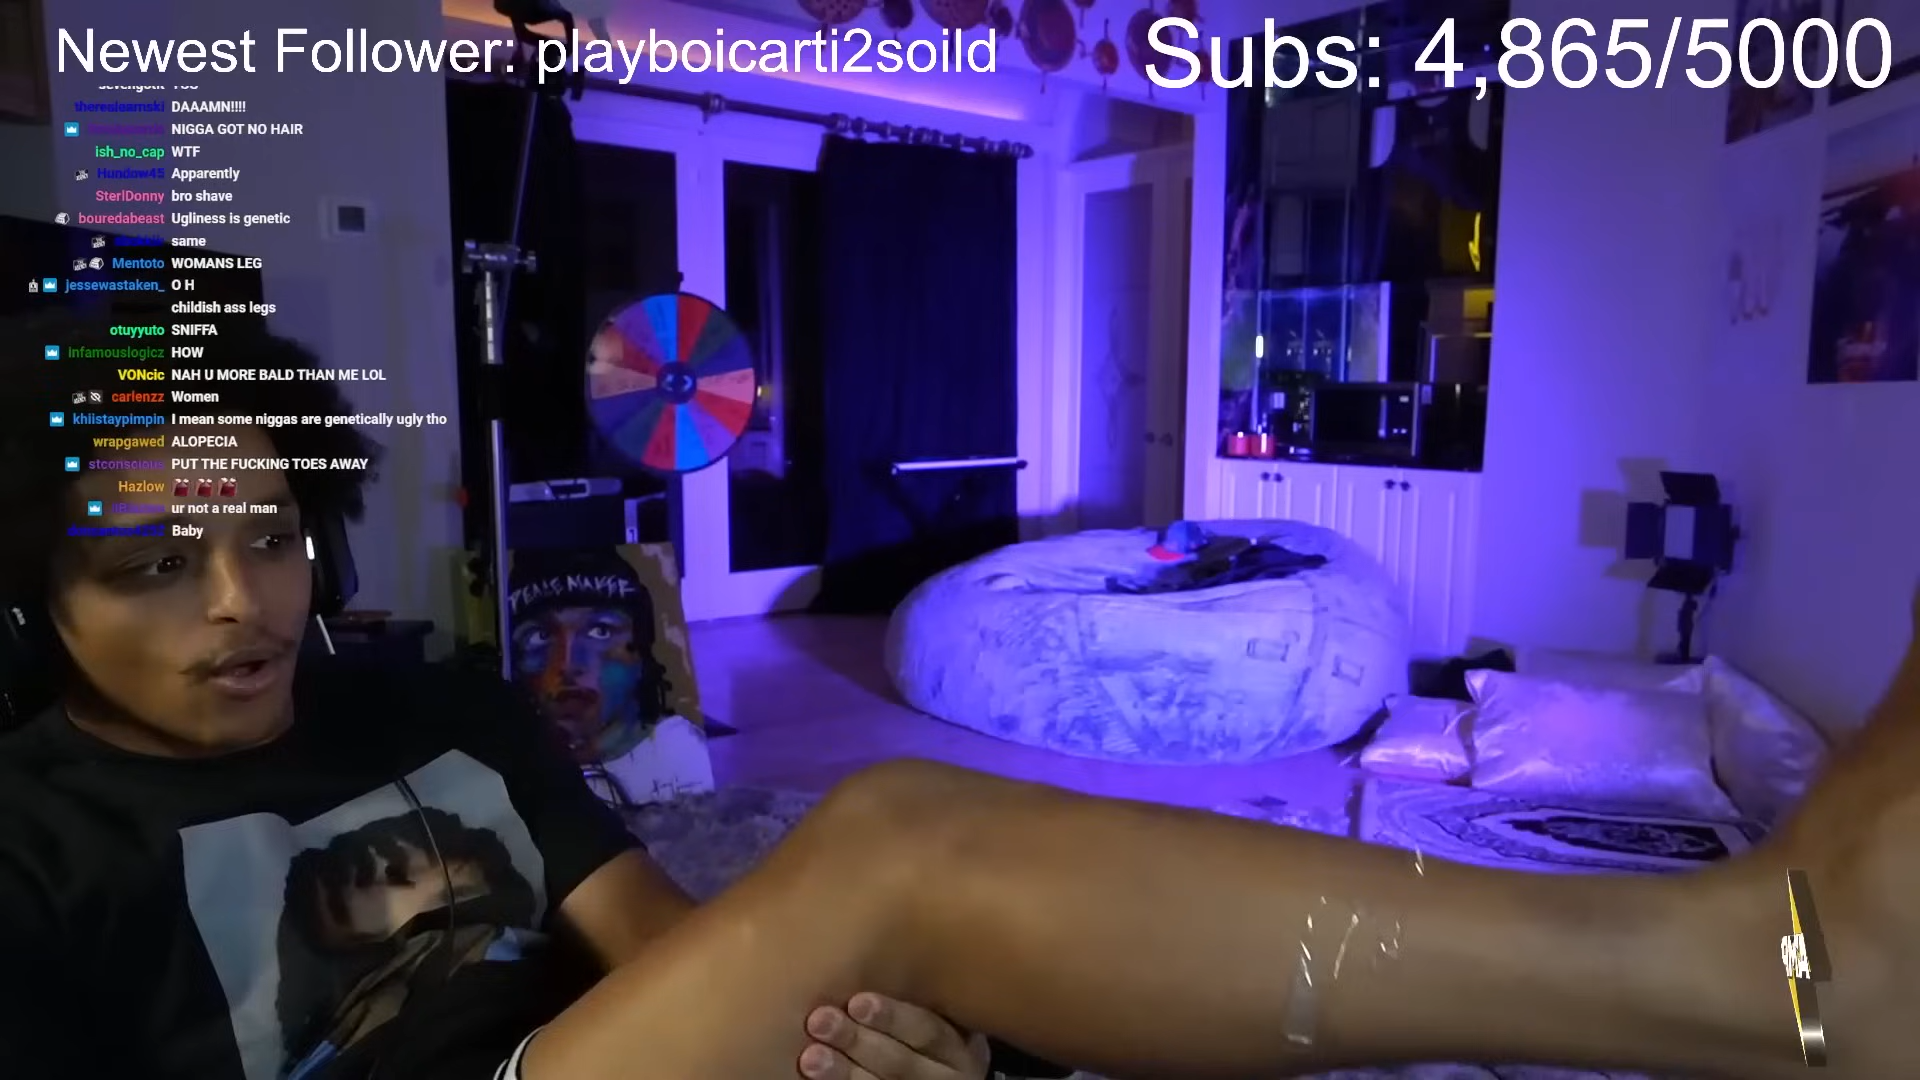 Newest Follower: playboicarti2soild
Subs: 4,865/5000
DAAAMN!!!!
NIGGA GOT NO HAIR
ish_no_cap WTF
Hundow45 Apparently
SterlDonny bro shave
bouredabeast Ugliness is genetic
same
Mentoto WOMANS LEG
jessewastaken_ O H
childish ass legs
otuyyuto SNIFFA
infamouslogicz HOW
VONcic NAH U MORE BALD THAN ME LOL
carlenzz Women
khiistaypimpin I mean some niggas are genetically ugly tho
wrapgawed ALOPECIA
stconscious PUT THE FUCKING TOES AWAY
Hazlow
ur not a real man
Baby
PEACE MAKER